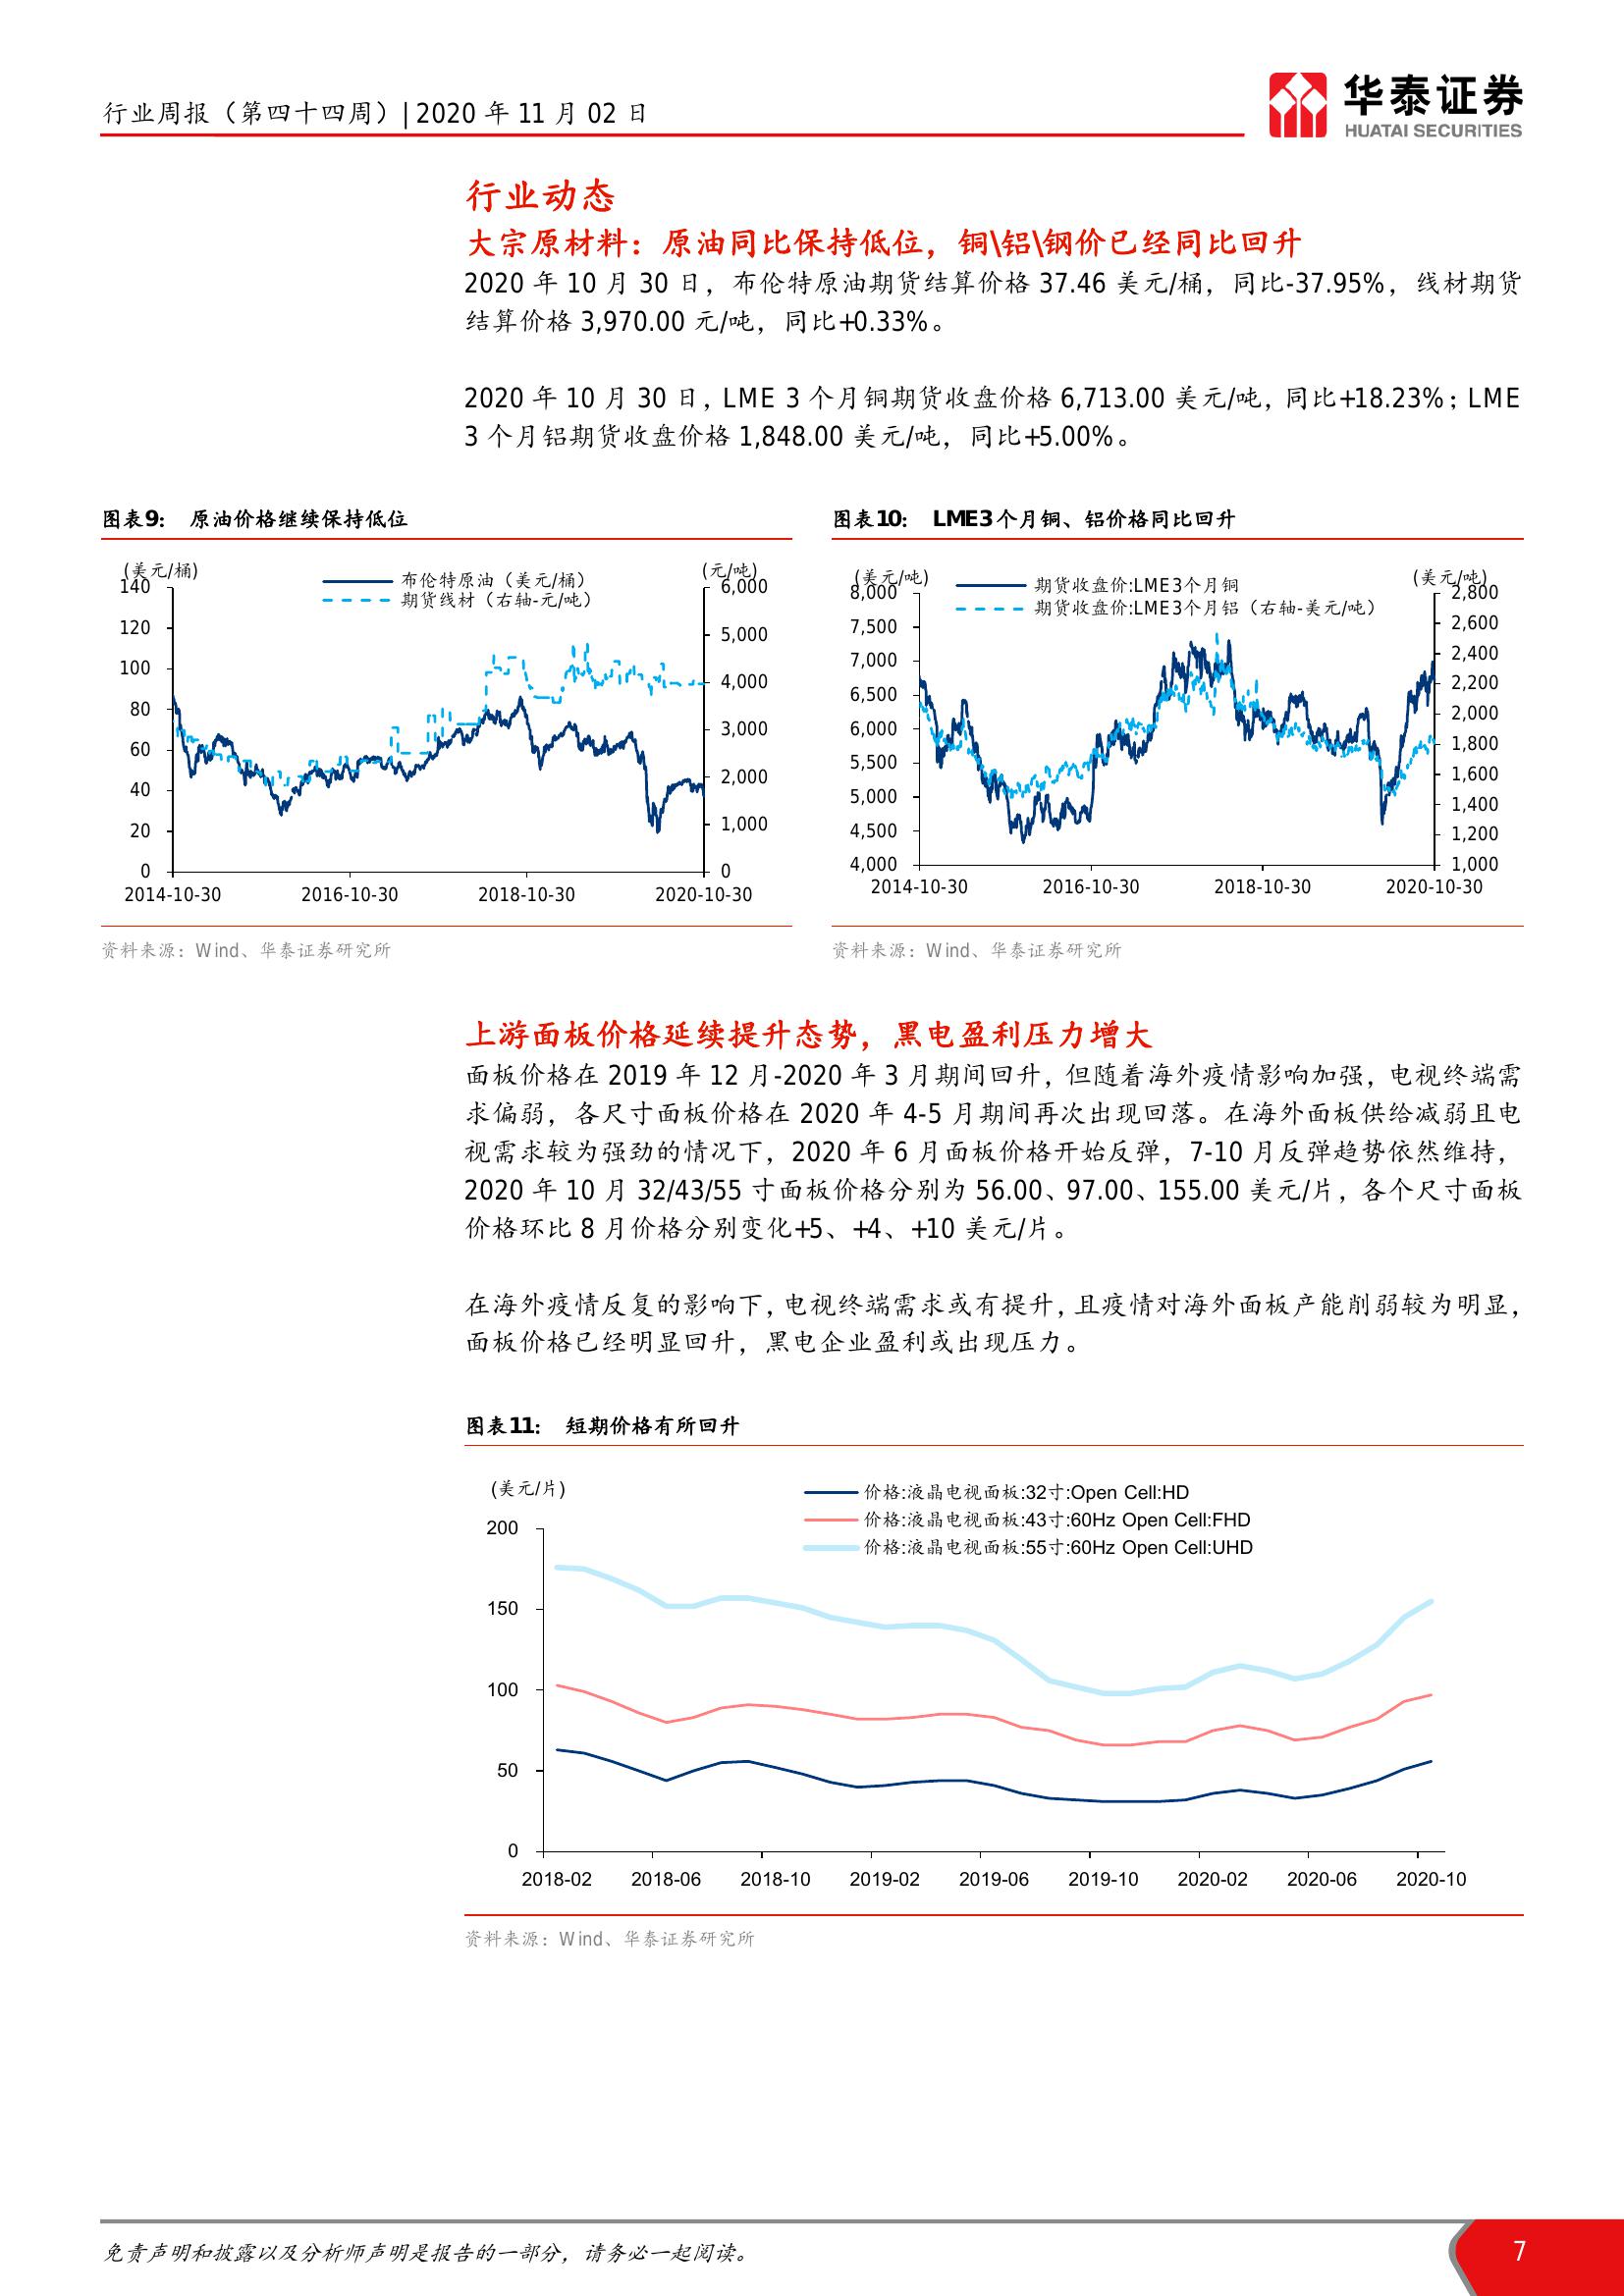 行业周报（第四十四周）| 2020 年 11 月 02 日
华泰证券
HUATAI SECURITIES
行业动态
大宗原材料：原油同比保持低位，铜\铝\钢价已经同比回升
2020 年 10 月 30 日，布伦特原油期货结算价格 37.46 美元/桶，同比-37.95%，线材期货
结算价格 3,970.00 元/吨，同比+0.33%。
2020 年 10 月 30 日，LME 3 个月铜期货收盘价格 6,713.00 美元/吨，同比+18.23%；LME
3 个月铝期货收盘价格 1,848.00 美元/吨，同比+5.00%。
图表9： 原油价格继续保持低位
(美元/桶)
(元/吨)
布伦特原油（美元/桶）
期货线材（右轴-元/吨）
140
120
100
80
60
40
20
0
6,000
5,000
4,000
3,000
2,000
1,000
0
2014-10-30 2016-10-30 2018-10-30 2020-10-30
资料来源：Wind、华泰证券研究所
图表10： LME3个月铜、铝价格同比回升
(美元/吨)
(美元/吨)
期货收盘价:LME3个月铜
期货收盘价:LME3个月铝（右轴-美元/吨）
8,000
7,500
7,000
6,500
6,000
5,500
5,000
4,500
4,000
2,800
2,600
2,400
2,200
2,000
1,800
1,600
1,400
1,200
1,000
2014-10-30 2016-10-30 2018-10-30 2020-10-30
资料来源：Wind、华泰证券研究所
上游面板价格延续提升态势，黑电盈利压力增大
面板价格在 2019 年 12 月-2020 年 3 月期间回升，但随着海外疫情影响加强，电视终端需
求偏弱，各尺寸面板价格在 2020 年 4-5 月期间再次出现回落。在海外面板供给减弱且电
视需求较为强劲的情况下，2020 年 6 月面板价格开始反弹，7-10 月反弹趋势依然维持，
2020 年 10 月 32/43/55 寸面板价格分别为 56.00、97.00、155.00 美元/片，各个尺寸面板
价格环比 8 月价格分别变化+5、+4、+10 美元/片。
在海外疫情反复的影响下，电视终端需求或有提升，且疫情对海外面板产能削弱较为明显，
面板价格已经明显回升，黑电企业盈利或出现压力。
图表11： 短期价格有所回升
(美元/片)
价格:液晶电视面板:32寸:Open Cell:HD
价格:液晶电视面板:43寸:60Hz Open Cell:FHD
价格:液晶电视面板:55寸:60Hz Open Cell:UHD
200
150
100
50
0
2018-02 2018-06 2018-10 2019-02 2019-06 2019-10 2020-02 2020-06 2020-10
资料来源：Wind、华泰证券研究所
免责声明和披露以及分析师声明是报告的一部分，请务必一起阅读。
7